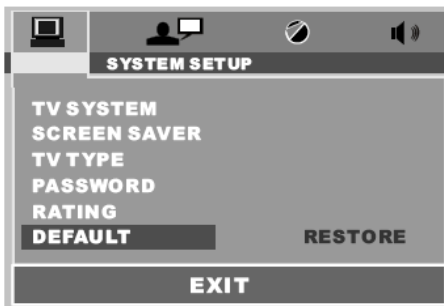 SYSTEM SETUP
TV SYSTEM
SCREEN SAVER
TV TYPE
PASSWORD
RATING
DEFAULT RESTORE
EXIT